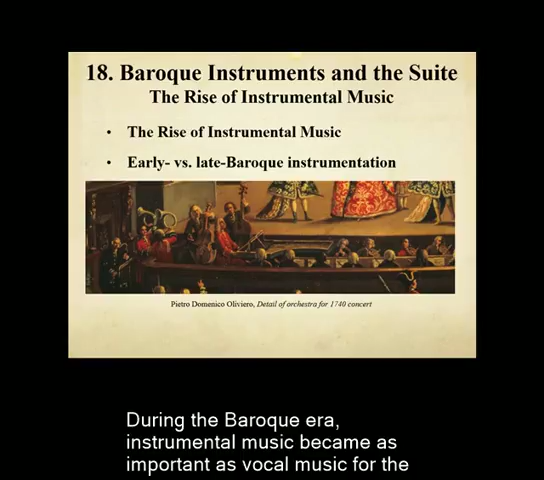 18. Baroque Instruments and the Suite
The Rise of Instrumental Music
• The Rise of Instrumental Music
• Early- vs. late-Baroque instrumentation
Pietro Domenico Oliviero, Detail of orchestra for 1740 concert
During the Baroque era,
instrumental music became as
important as vocal music for the